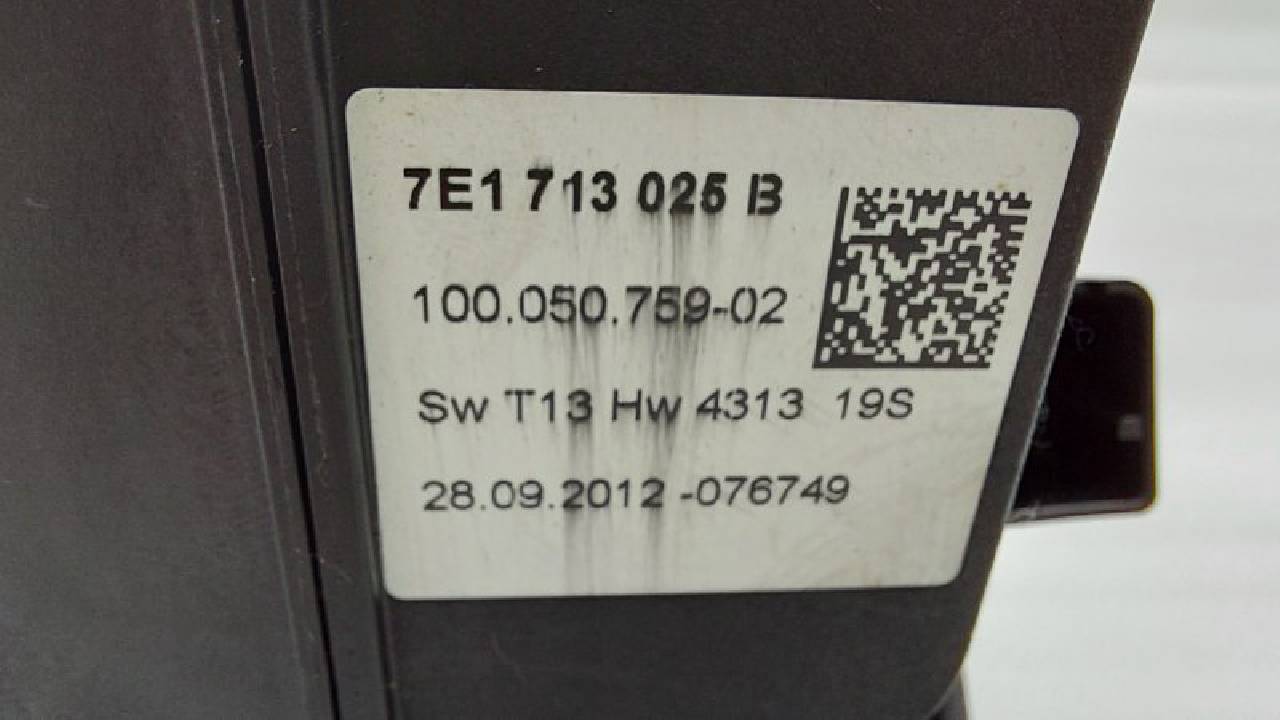 7E1 713 025 B
100.050.759-02
Sw T13 Hw 4313 19S
28.09.2012 -076749